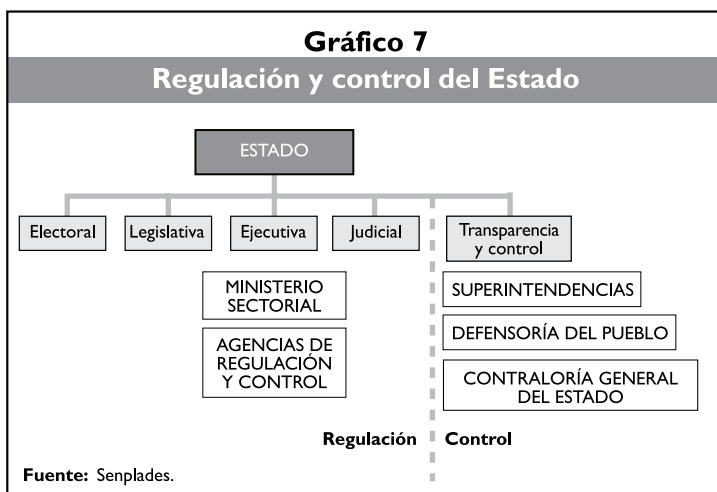 Gráfico 7
Regulación y control del Estado
ESTADO
Electoral
Legislativa
Ejecutiva
Judicial
Transparencia
y control
MINISTERIO
SECTORIAL
AGENCIAS DE
REGULACIÓN
Y CONTROL
SUPERINTENDENCIAS
DEFENSORÍA DEL PUEBLO
CONTRALORÍA GENERAL
DEL ESTADO
Regulación
Control
Fuente: Senplades.